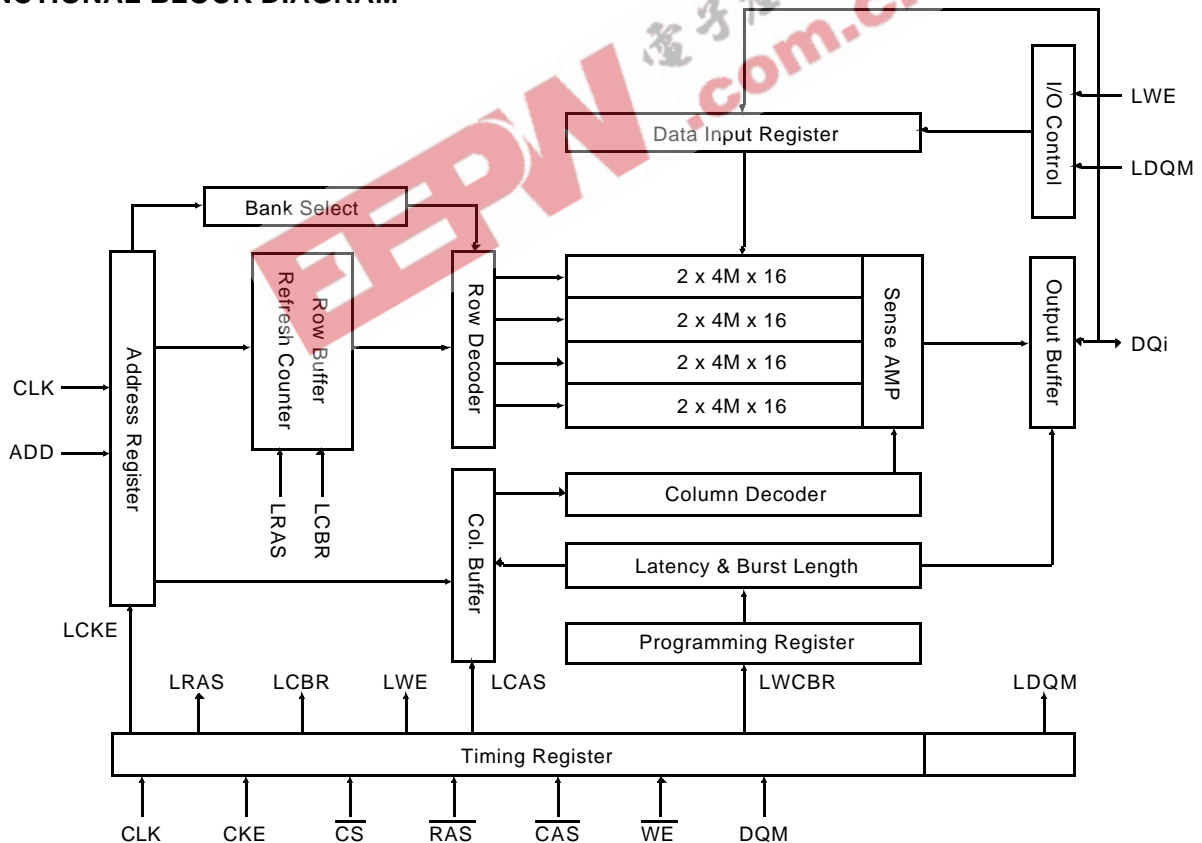 NCTIONAL BLOCK DIAGRAM
EEPW
.com.c
I/O Control
LWE
LDQM
Data Input Register
Bank Select
Address Register
Refresh Counter
Row Buffer
Row Decoder
2 x 4M x 16
2 x 4M x 16
2 x 4M x 16
2 x 4M x 16
Sense AMP
Output Buffer
DQi
CLK
ADD
LRAS
LCBR
Col. Buffer
Column Decoder
Latency & Burst Length
Programming Register
LCKE
LRAS
LCBR
LWE
LCAS
LWCBR
LDQM
Timing Register
CLK
CKE
CS
RAS
CAS
WE
DQM